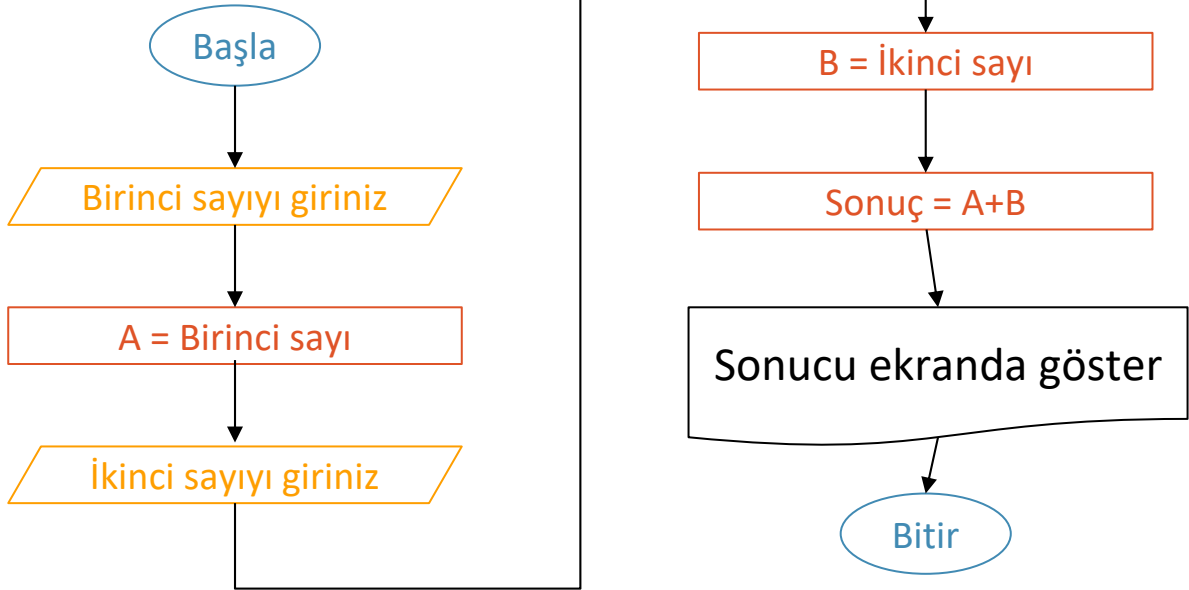 Başla
Birinci sayıyı giriniz
A = Birinci sayı
İkinci sayıyı giriniz
B = İkinci sayı
Sonuç = A+B
Sonucu ekranda göster
Bitir